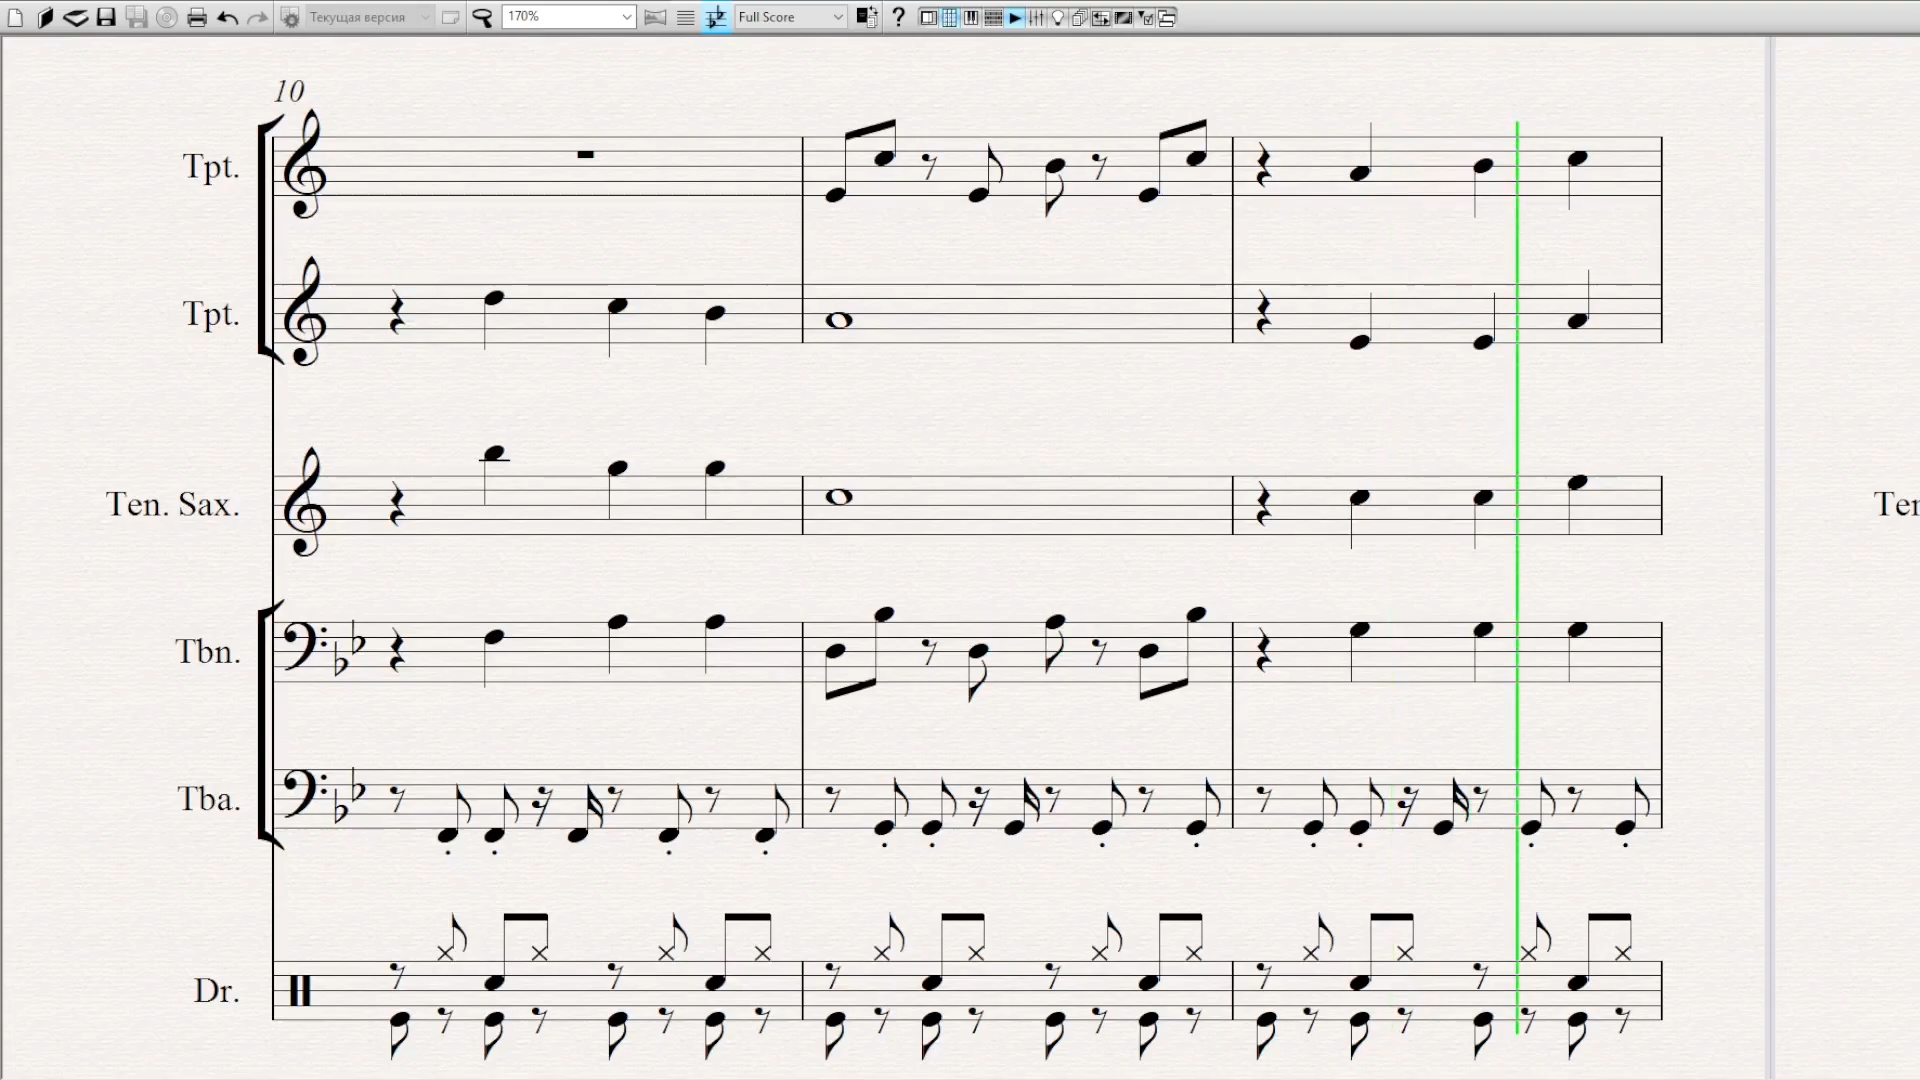 Текущая версия 170% Full Score
10
Tpt.
Tpt.
Ten. Sax.
Tbn.
Tba.
Dr.